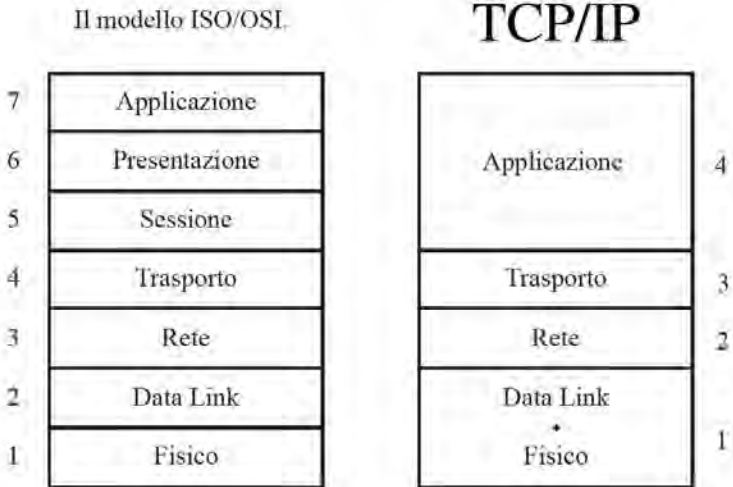 Il modello ISO/OSI.
7 Applicazione
6 Presentazione
5 Sessione
4 Trasporto
3 Rete
2 Data Link
1 Fisico
TCP/IP
Applicazione 4
Trasporto 3
Rete 2
Data Link
+
Fisico
1